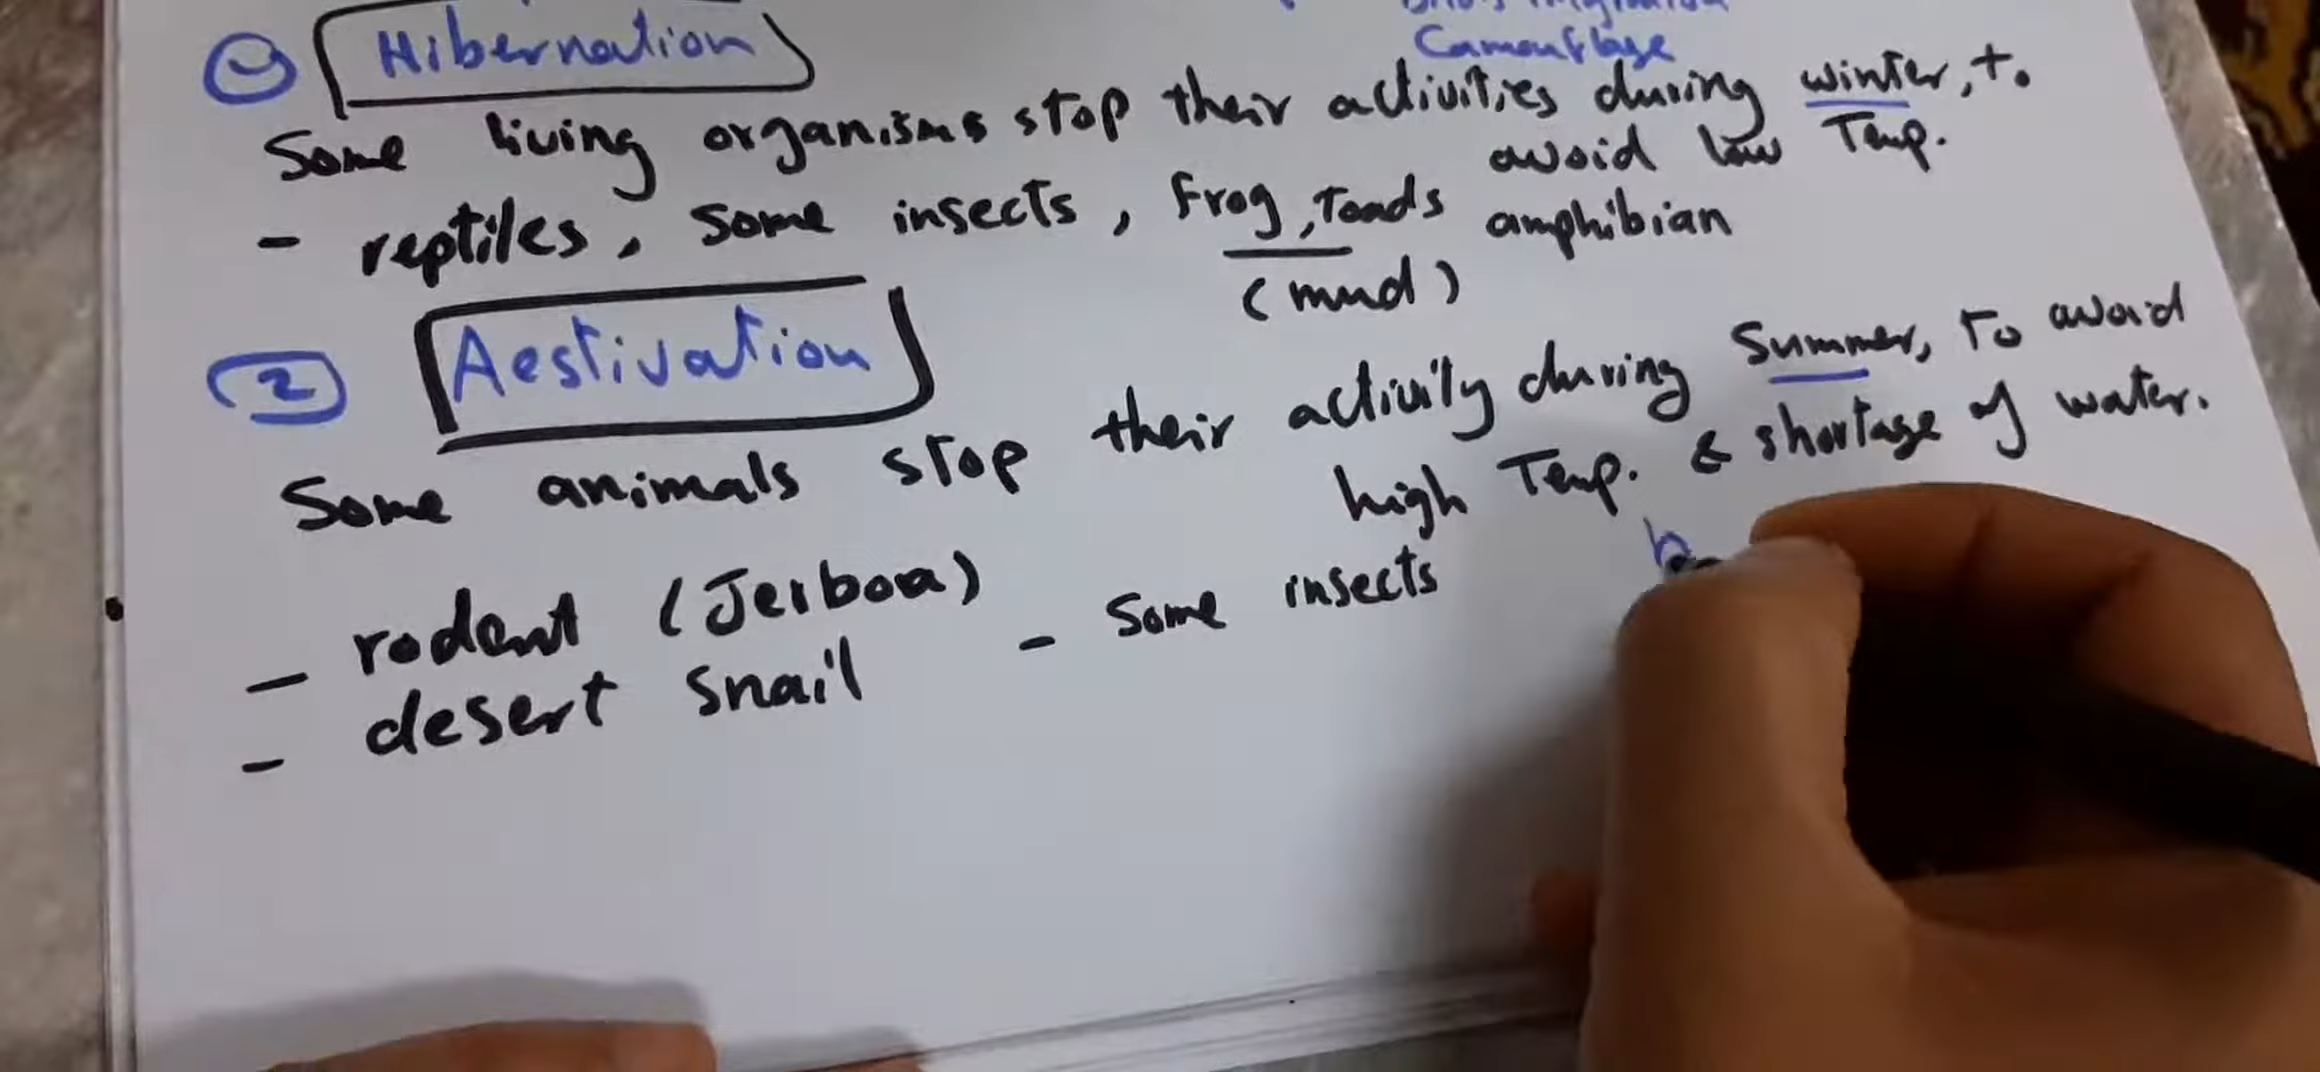 Camouflage
Hibernation
Some living organisms stop their activities during winter, to
avoid low Temp.
- reptiles, some insects, Frog, Toads amphibian
(mud)
2 Aestivation
Some animals stop their activity during Summer, To avoid
high Temp. & shortage of water.
- rodent (Jerboa) - Some insects
- desert snail